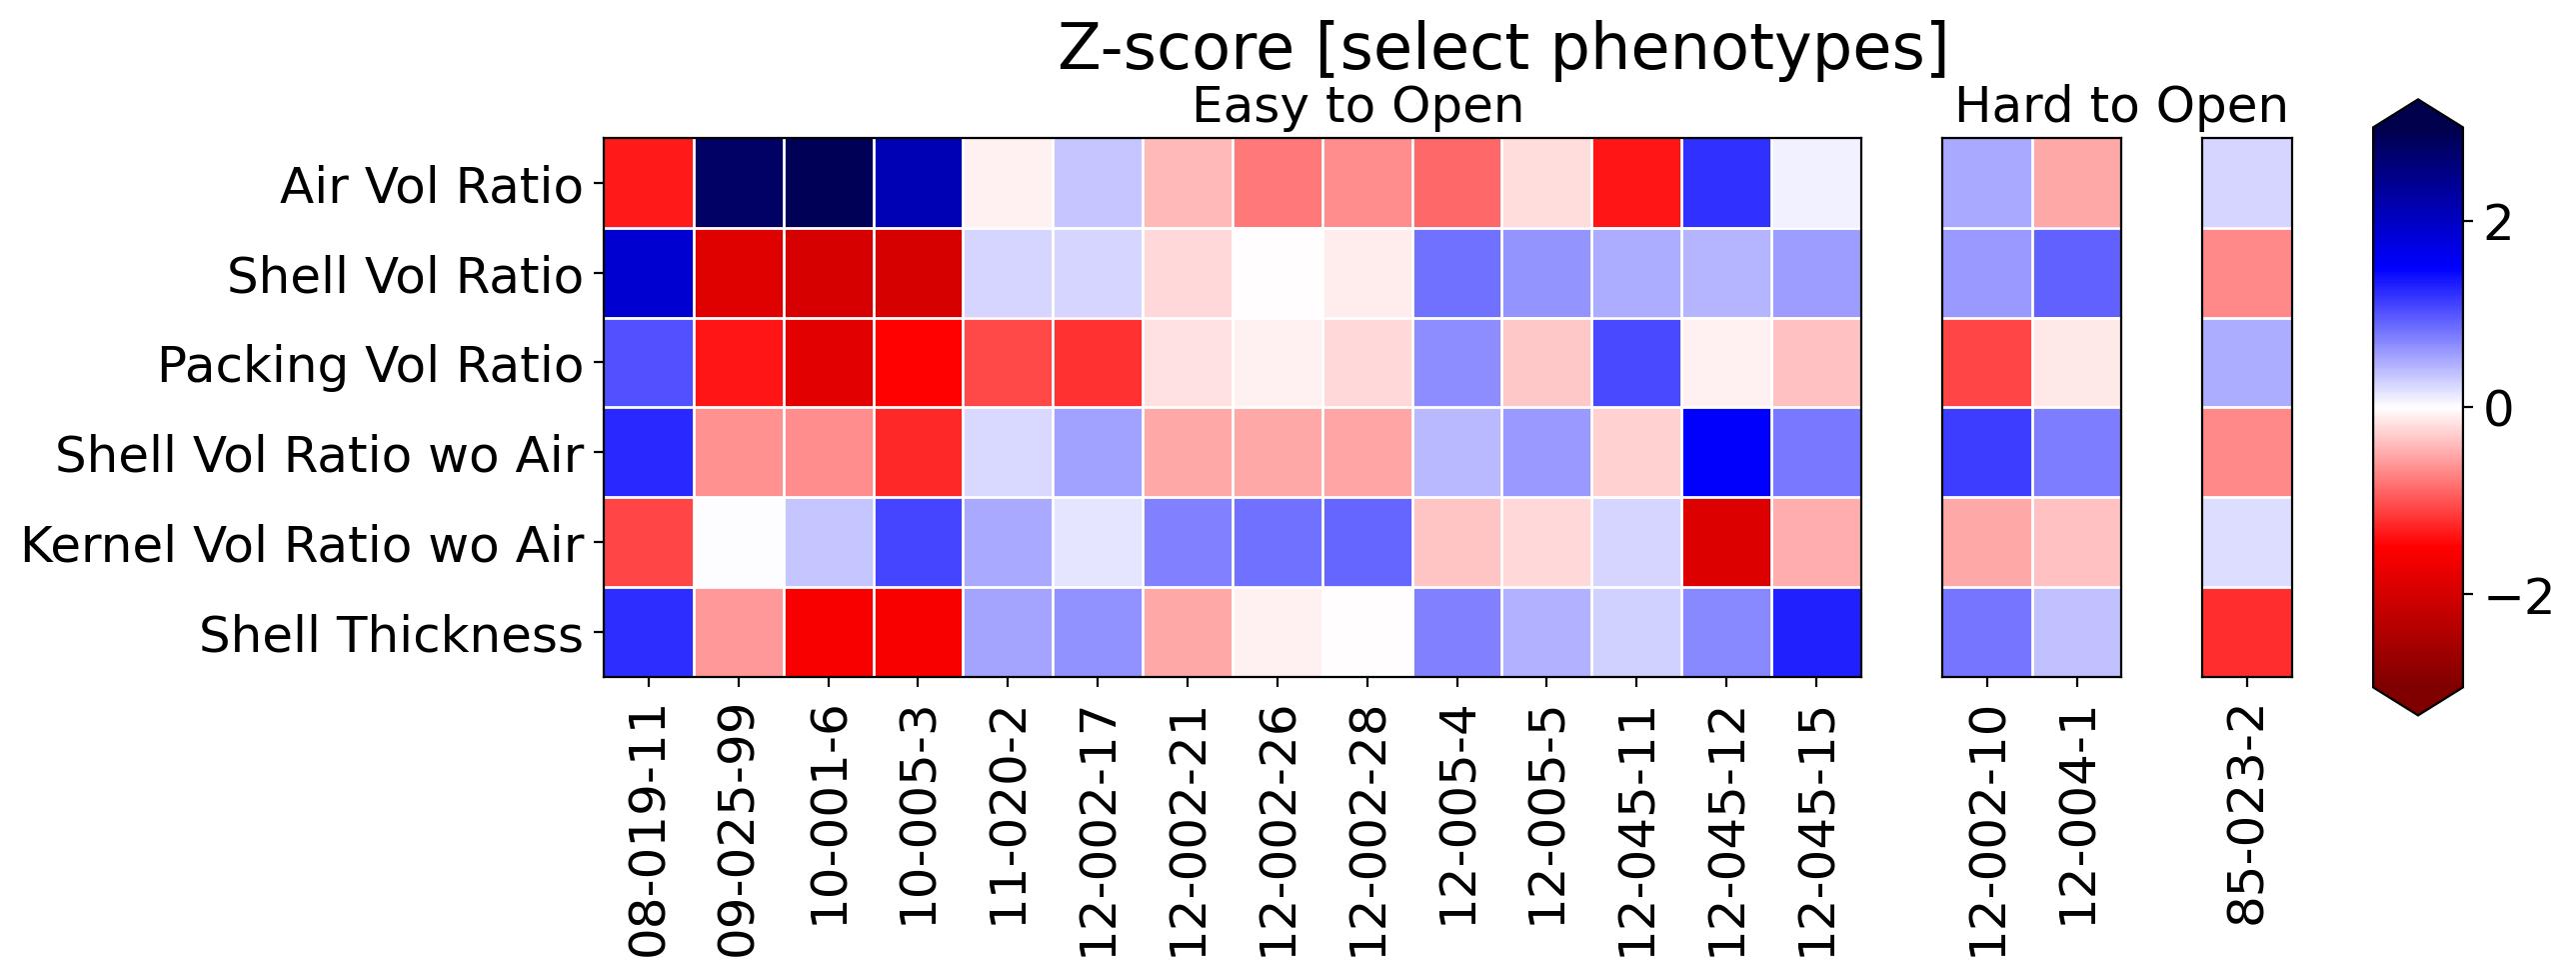 Z-score [select phenotypes]
Easy to Open
Hard to Open
Air Vol Ratio
Shell Vol Ratio
Packing Vol Ratio
Shell Vol Ratio wo Air
Kernel Vol Ratio wo Air
Shell Thickness
08-019-11
09-025-99
10-001-6
10-005-3
11-020-2
12-002-17
12-002-21
12-002-26
12-002-28
12-005-4
12-005-5
12-045-11
12-045-12
12-045-15
12-002-10
12-004-1
85-023-2
2
0
−2